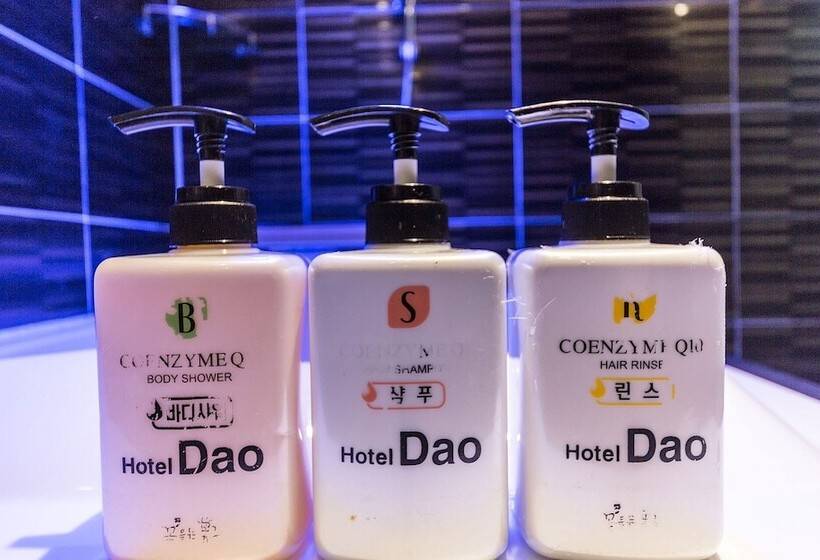 B
COENZYME Q
BODY SHOWER
바디샤워
Hotel Dao
S
SHAMP
샴푸
Hotel Dao
n
COENZYME Q10
HAIR RINSE
린스
Hotel Dao